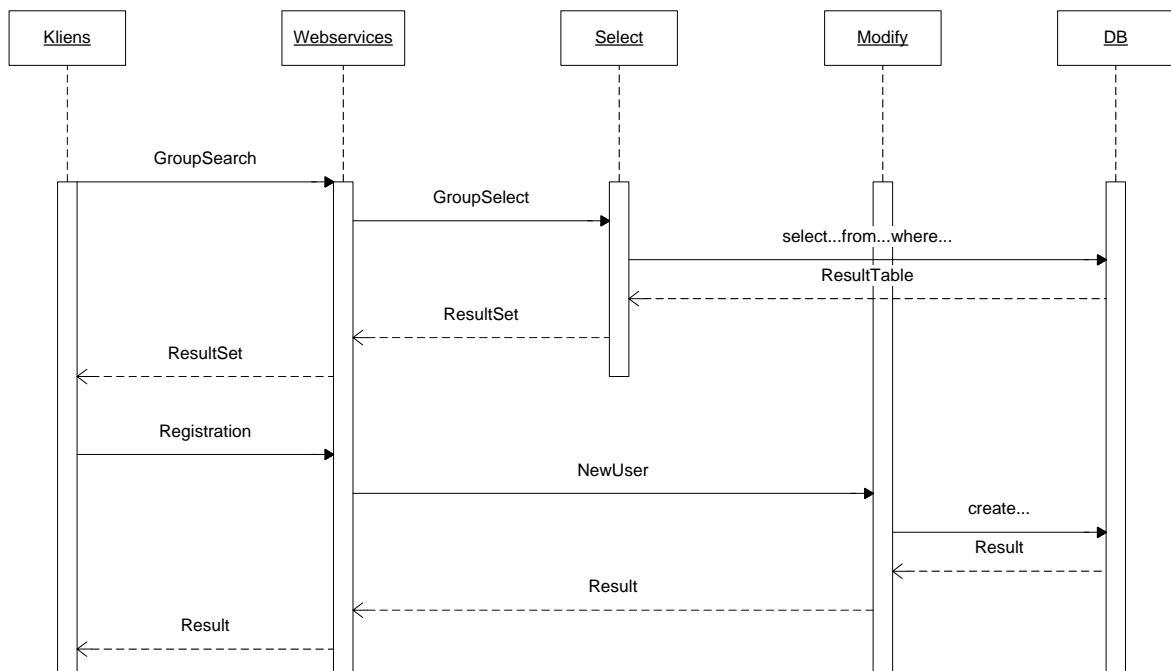 Kliens
Webservices
Select
Modify
DB
GroupSearch
GroupSelect
select...from...where...
ResultTable
ResultSet
ResultSet
Registration
NewUser
create...
Result
Result
Result